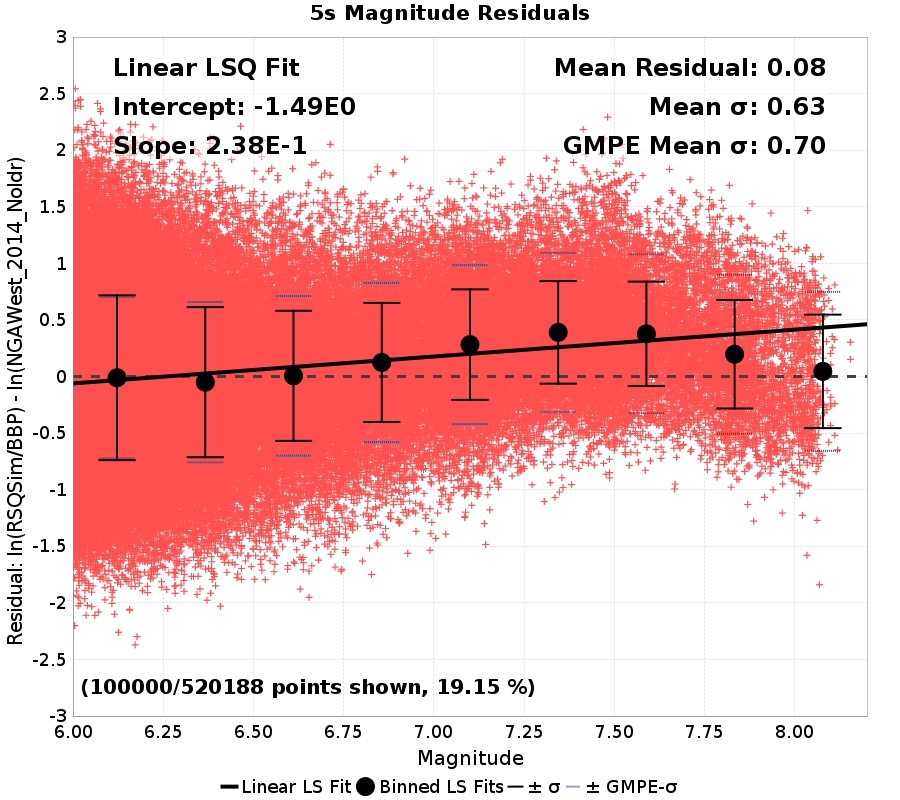 5s Magnitude Residuals
Linear LSQ Fit
Intercept: -1.49E0
Slope: 2.38E-1
Mean Residual: 0.08
Mean σ: 0.63
GMPE Mean σ: 0.70
Residual: ln(RSQSim/BBP) - ln(NGAWest_2014_NoIdr)
3
2.5
2
1.5
1
0.5
0
-0.5
-1
-1.5
-2
-2.5
-3
(100000/520188 points shown, 19.15 %)
6.00 6.25 6.50 6.75 7.00 7.25 7.50 7.75 8.00
Magnitude
Linear LS Fit Binned LS Fits ± σ ± GMPE-σ